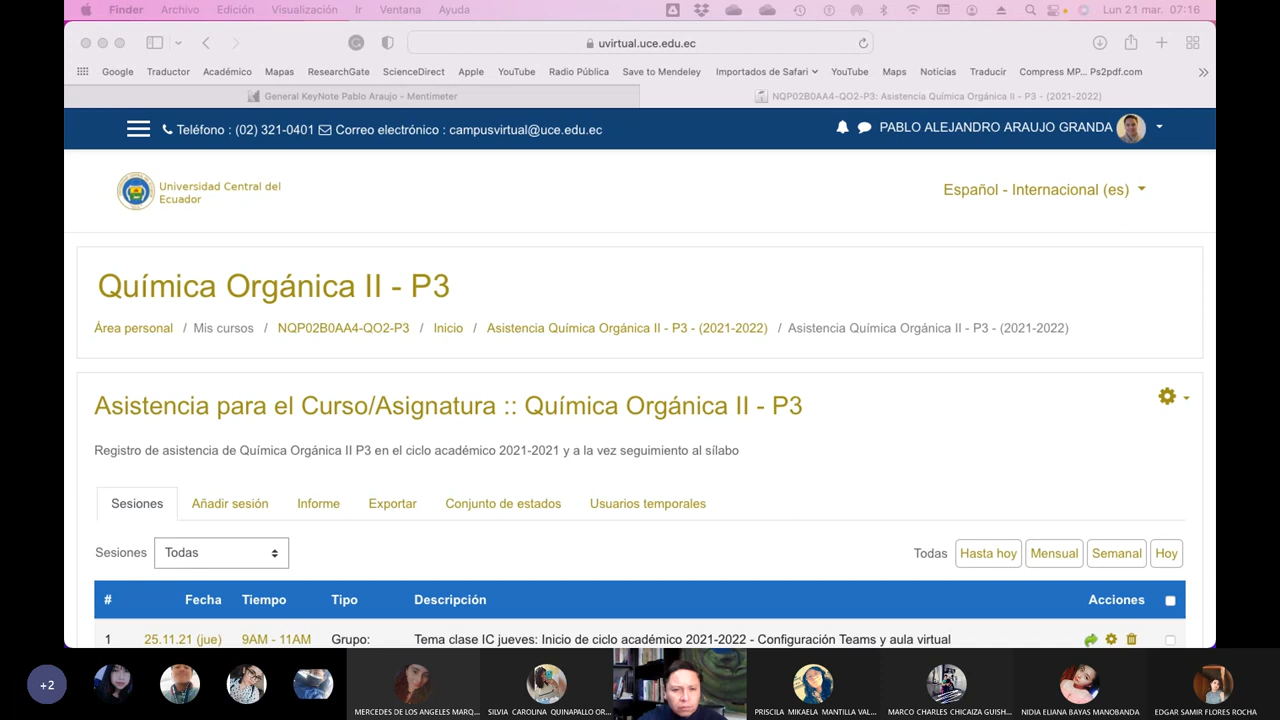 Finder Archivo Edición Visualización Ir Ventana Ayuda Lun 21 mar. 07:16
uvirtual.uce.edu.ec
Google Traductor Académico Mapas ResearchGate ScienceDirect Apple YouTube Radio Pública Save to Mendeley Importados de Safari YouTube Maps Noticias Traducir Compress MP... Ps2pdf.com
General KeyNote Pablo Araujo - Mentimeter NQP02B0AA4-QO2-P3: Asistencia Química Orgánica II - P3 - (2021-2022)
Teléfono : (02) 321-0401 Correo electrónico : campusvirtual@uce.edu.ec PABLO ALEJANDRO ARAUJO GRANDA
Universidad Central del
Ecuador
Español - Internacional (es)
Química Orgánica II - P3
Área personal / Mis cursos / NQP02B0AA4-QO2-P3 / Inicio / Asistencia Química Orgánica II - P3 - (2021-2022) / Asistencia Química Orgánica II - P3 - (2021-2022)
Asistencia para el Curso/Asignatura :: Química Orgánica II - P3
Registro de asistencia de Química Orgánica II P3 en el ciclo académico 2021-2021 y a la vez seguimiento al sílabo
Sesiones Añadir sesión Informe Exportar Conjunto de estados Usuarios temporales
Sesiones Todas Todas Hasta hoy Mensual Semanal Hoy
# Fecha Tiempo Tipo Descripción Acciones
1 25.11.21 (jue) 9AM - 11AM Grupo: Tema clase IC jueves: Inicio de ciclo académico 2021-2022 - Configuración Teams y aula virtual
+2
MERCEDES DE LOS ANGELES MARQ... SILVIA CAROLINA QUINAPALLO OR... PRISCILA MIKAELA MANTILLA VAL... MARCO CHARLES CHICAIZA GUISH... NIDIA ELIANA BAYAS MANOBANDA EDGAR SAMIR FLORES ROCHA